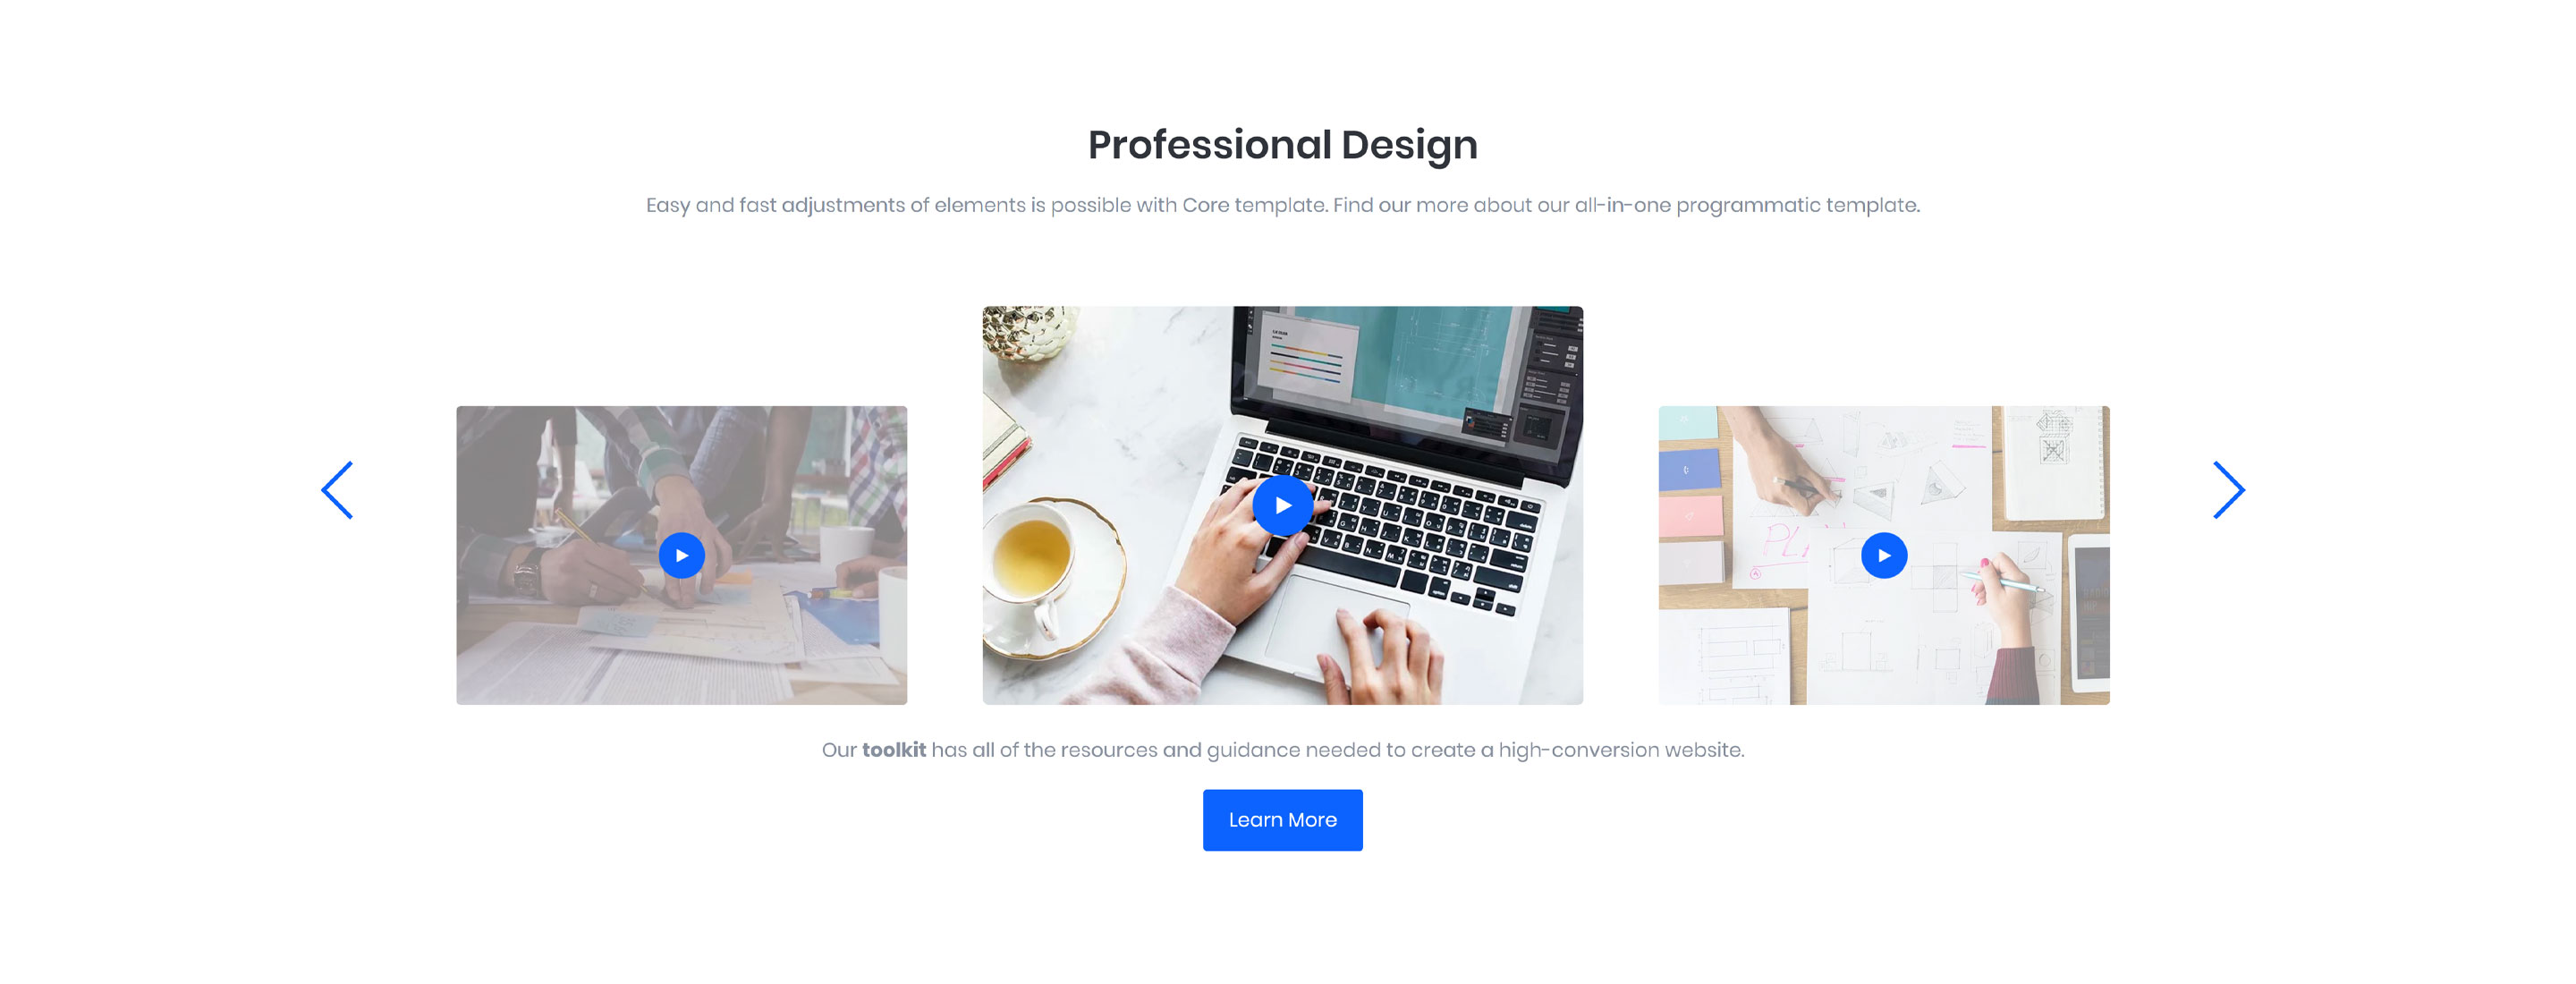 Professional Design
Easy and fast adjustments of elements is possible with Core template. Find our more about our all-in-one programmatic template.
Our toolkit has all of the resources and guidance needed to create a high-conversion website.
Learn More